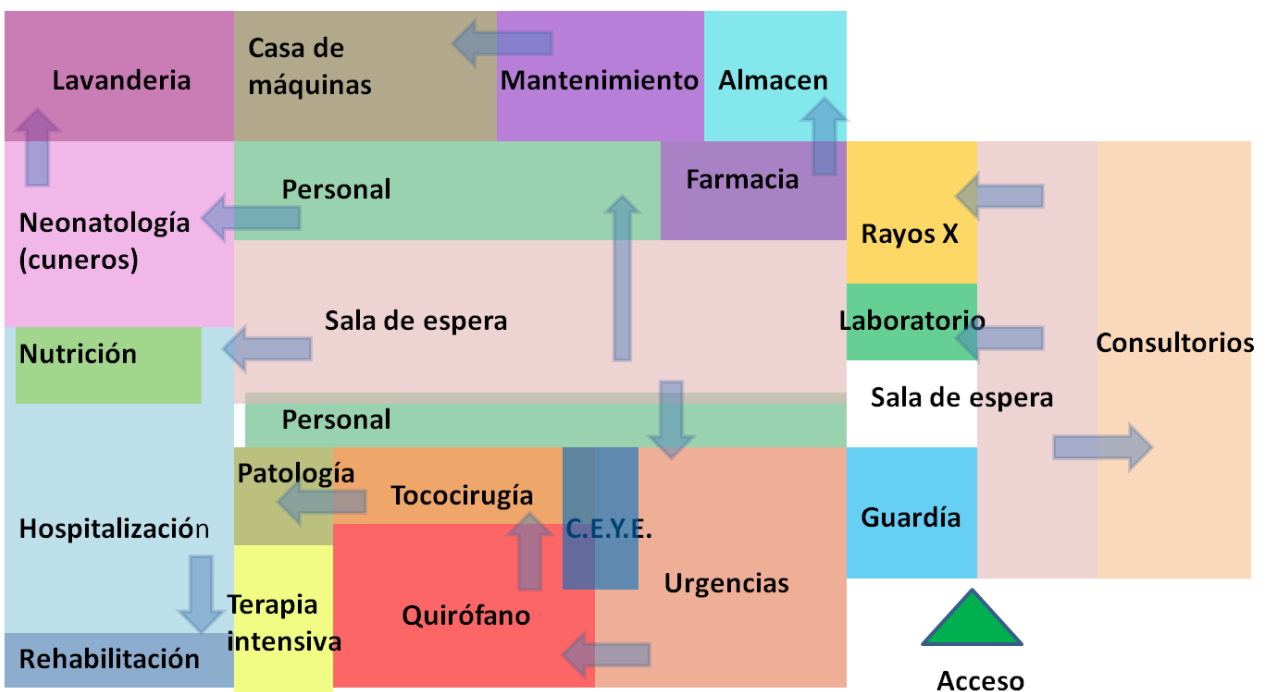 Lavanderia
Casa de
máquinas
Mantenimiento
Almacen
Neonatología
(cuneros)
Personal
Farmacia
Rayos X
Sala de espera
Laboratorio
Consultorios
Nutrición
Sala de espera
Personal
Patología
Tococirugía
C.E.Y.E.
Guardía
Hospitalización
Urgencias
Terapia
intensiva
Quirófano
Rehabilitación
Acceso